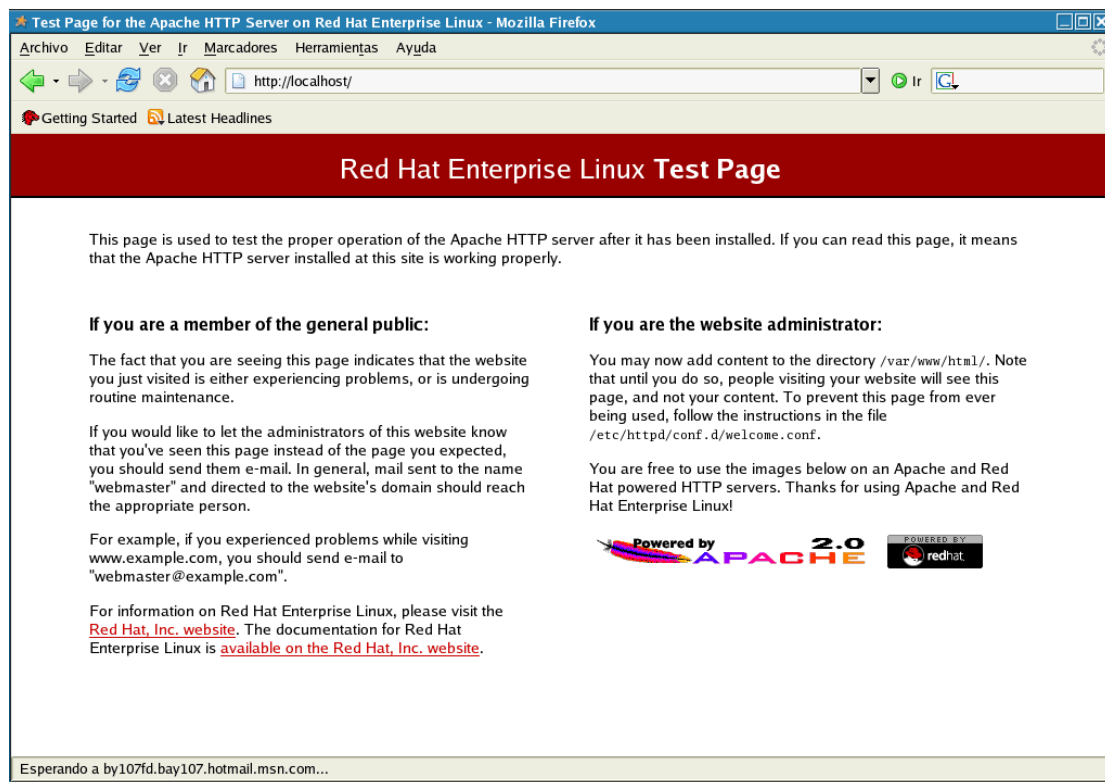 Test Page for the Apache HTTP Server on Red Hat Enterprise Linux - Mozilla Firefox
Archivo Editar Ver Ir Marcadores Herramientas Ayuda
http://localhost/ Ir G
Getting Started Latest Headlines
Red Hat Enterprise Linux Test Page
This page is used to test the proper operation of the Apache HTTP server after it has been installed. If you can read this page, it means
that the Apache HTTP server installed at this site is working properly.
If you are a member of the general public:
The fact that you are seeing this page indicates that the website
you just visited is either experiencing problems, or is undergoing
routine maintenance.
If you would like to let the administrators of this website know
that you've seen this page instead of the page you expected,
you should send them e-mail. In general, mail sent to the name
"webmaster" and directed to the website's domain should reach
the appropriate person.
For example, if you experienced problems while visiting
www.example.com, you should send e-mail to
"webmaster@example.com".
For information on Red Hat Enterprise Linux, please visit the
Red Hat, Inc. website. The documentation for Red Hat
Enterprise Linux is available on the Red Hat, Inc. website.
If you are the website administrator:
You may now add content to the directory /var/www/html/. Note
that until you do so, people visiting your website will see this
page, and not your content. To prevent this page from ever
being used, follow the instructions in the file
/etc/httpd/conf.d/welcome.conf.
You are free to use the images below on an Apache and Red
Hat powered HTTP servers. Thanks for using Apache and Red
Hat Enterprise Linux!
Powered by 2.0
APACHE
POWERED BY
redhat.
Esperando a by107fd.bay107.hotmail.msn.com...